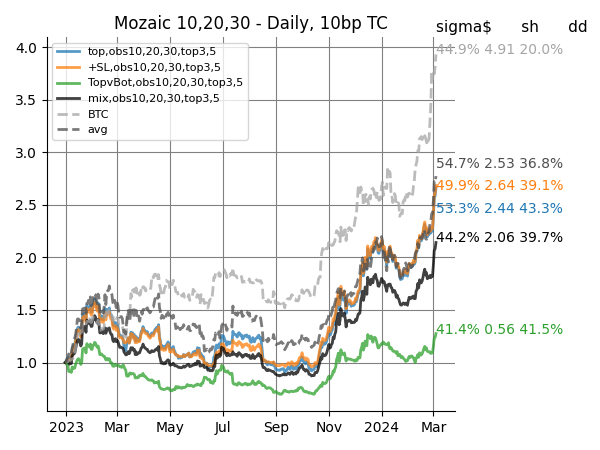 Mozaic 10,20,30 - Daily, 10bp TC
sigma$ sh dd
4.0
3.5
3.0
2.5
2.0
1.5
1.0
top,obs10,20,30,top3,5
+SL,obs10,20,30,top3,5
TopvBot,obs10,20,30,top3,5
mix,obs10,20,30,top3,5
BTC
avg
44.9% 4.91 20.0%
54.7% 2.53 36.8%
49.9% 2.64 39.1%
53.3% 2.44 43.3%
44.2% 2.06 39.7%
41.4% 0.56 41.5%
2023 Mar May Jul Sep Nov 2024 Mar